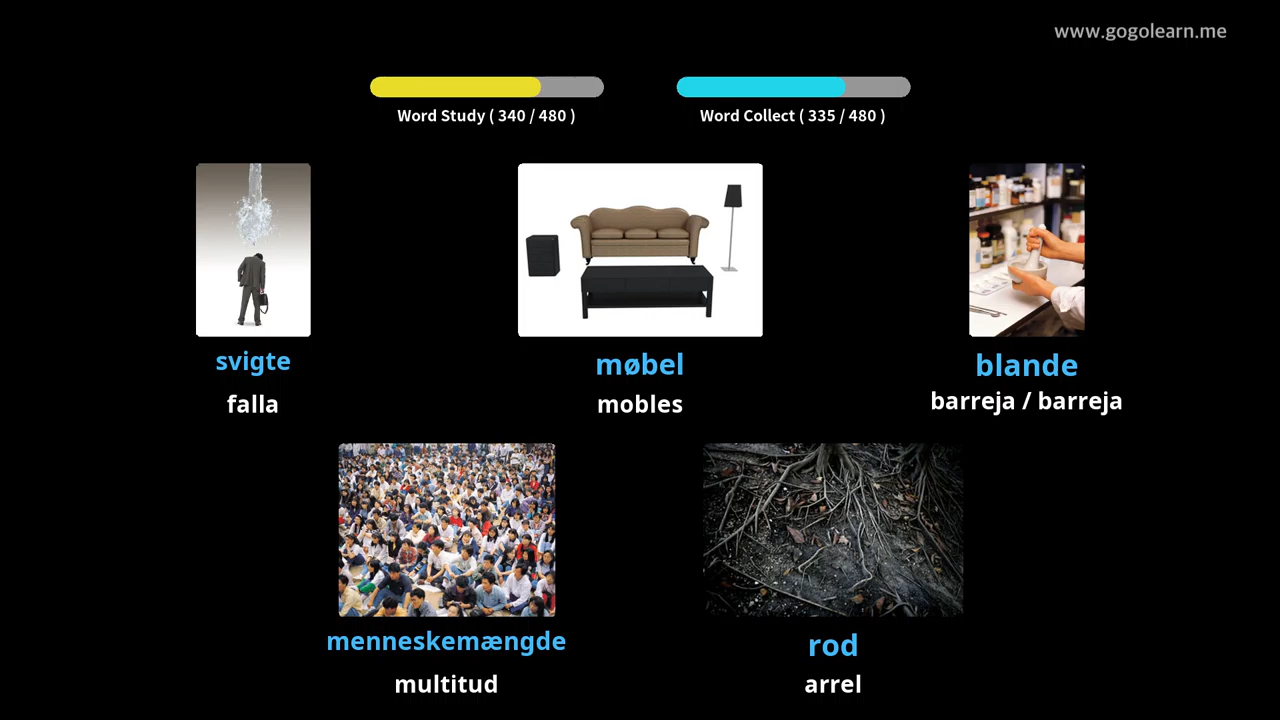 www.gogolearn.me
Word Study ( 340 / 480 )
Word Collect ( 335 / 480 )
svigte
falla
møbel
mobles
blande
barreja / barreja
menneskemængde
multitud
rod
arrel